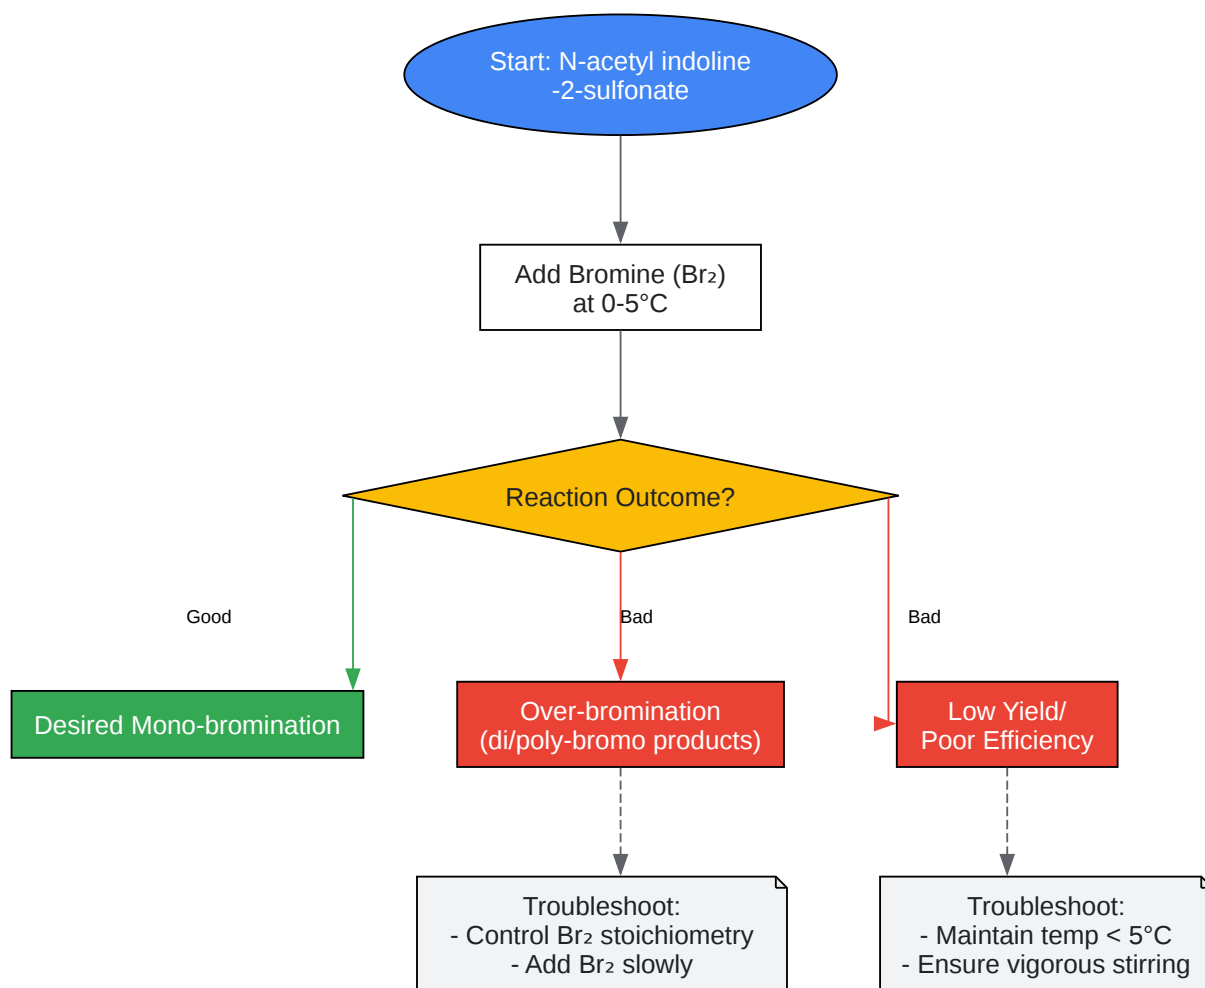 Start: N-acetyl indoline
-2-sulfonate
Add Bromine (Br₂)
at 0-5°C
Reaction Outcome?
Good
Bad
Bad
Desired Mono-bromination
Over-bromination
(di/poly-bromo products)
Low Yield/
Poor Efficiency
Troubleshoot:
- Control Br₂ stoichiometry
- Add Br₂ slowly
Troubleshoot:
- Maintain temp < 5°C
- Ensure vigorous stirring